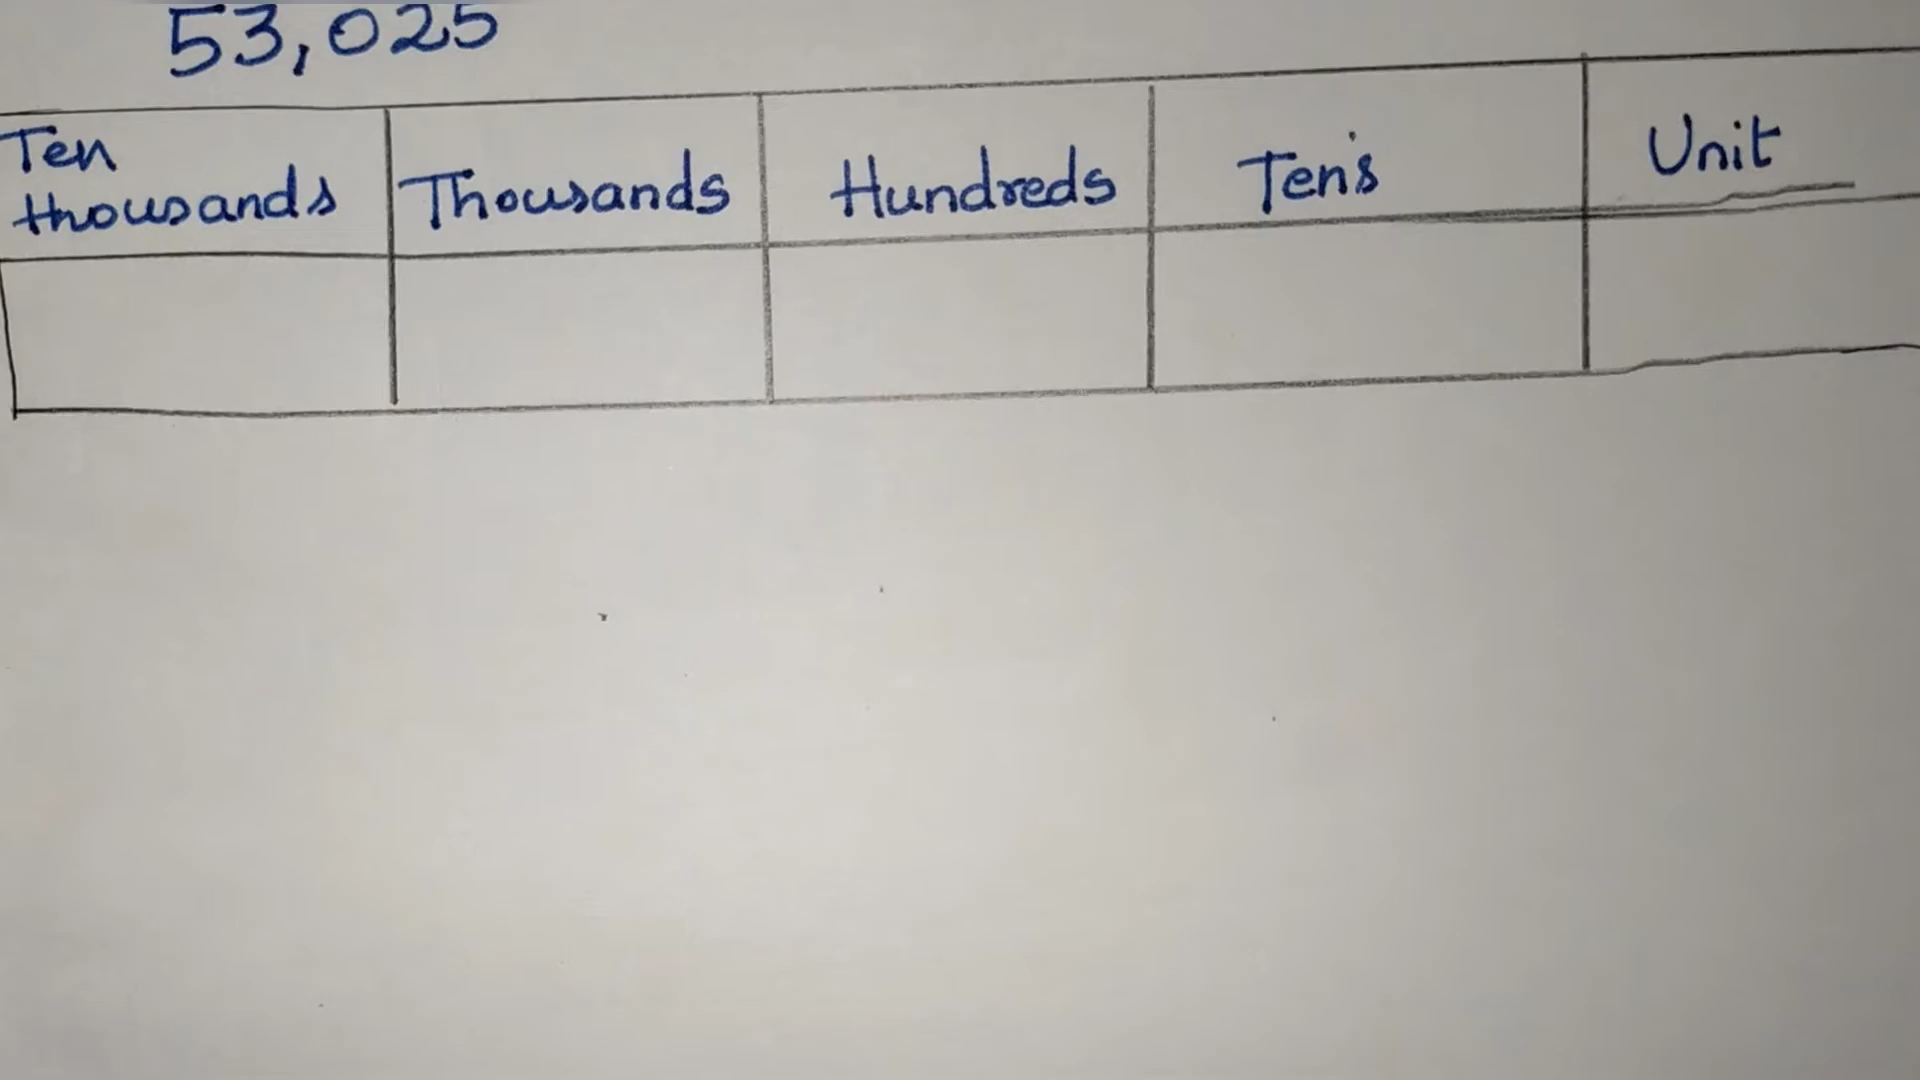 53,025
Ten
thousands
Thousands
Hundreds
Ten's
Unit